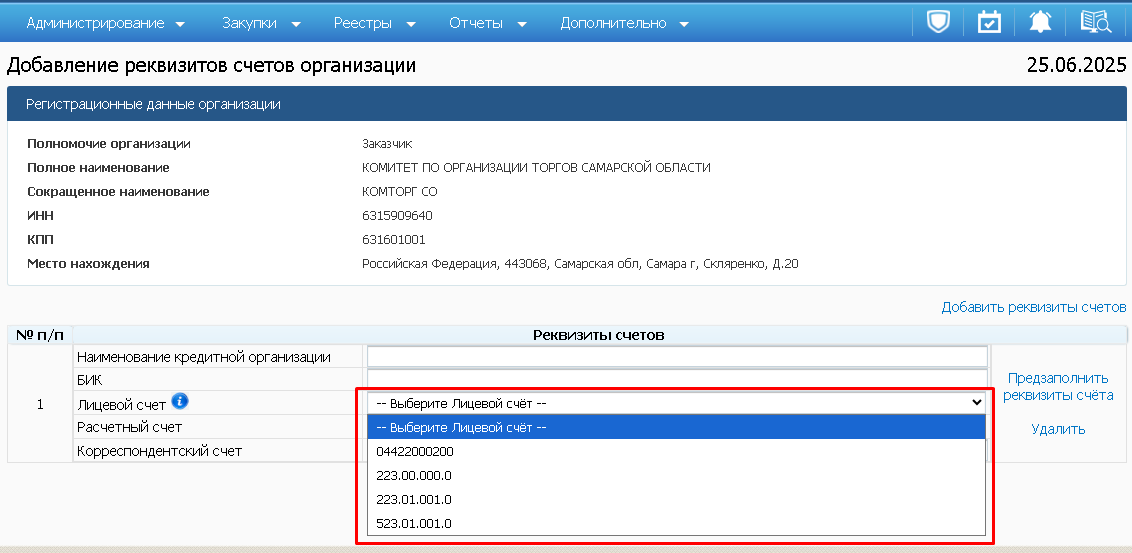 Администрирование Закупки Реестры Отчеты Дополнительно
Добавление реквизитов счетов организации 25.06.2025
Регистрационные данные организации
Полномочие организации Заказчик
Полное наименование КОМИТЕТ ПО ОРГАНИЗАЦИИ ТОРГОВ САМАРСКОЙ ОБЛАСТИ
Сокращенное наименование КОМТОРГ СО
ИНН 6315909640
КПП 631601001
Место нахождения Российская Федерация, 443068, Самарская обл, Самара г, Скляренко, Д.20
Добавить реквизиты счетов
№ п/п Реквизиты счетов
Наименование кредитной организации
БИК
1 Лицевой счет -- Выберите Лицевой счёт --
Расчетный счет
Корреспондентский счет
-- Выберите Лицевой счёт --
04422000200
223.00.000.0
223.01.001.0
523.01.001.0
Предзаполнить
реквизиты счёта
Удалить